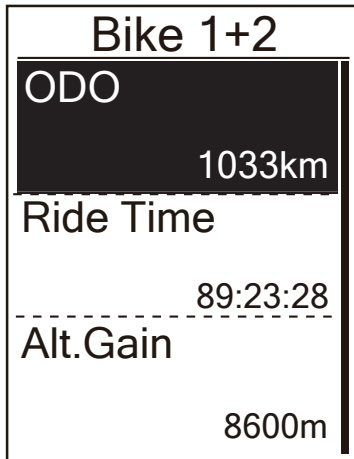 Bike 1+2
ODO
1033km
Ride Time
89:23:28
Alt.Gain
8600m